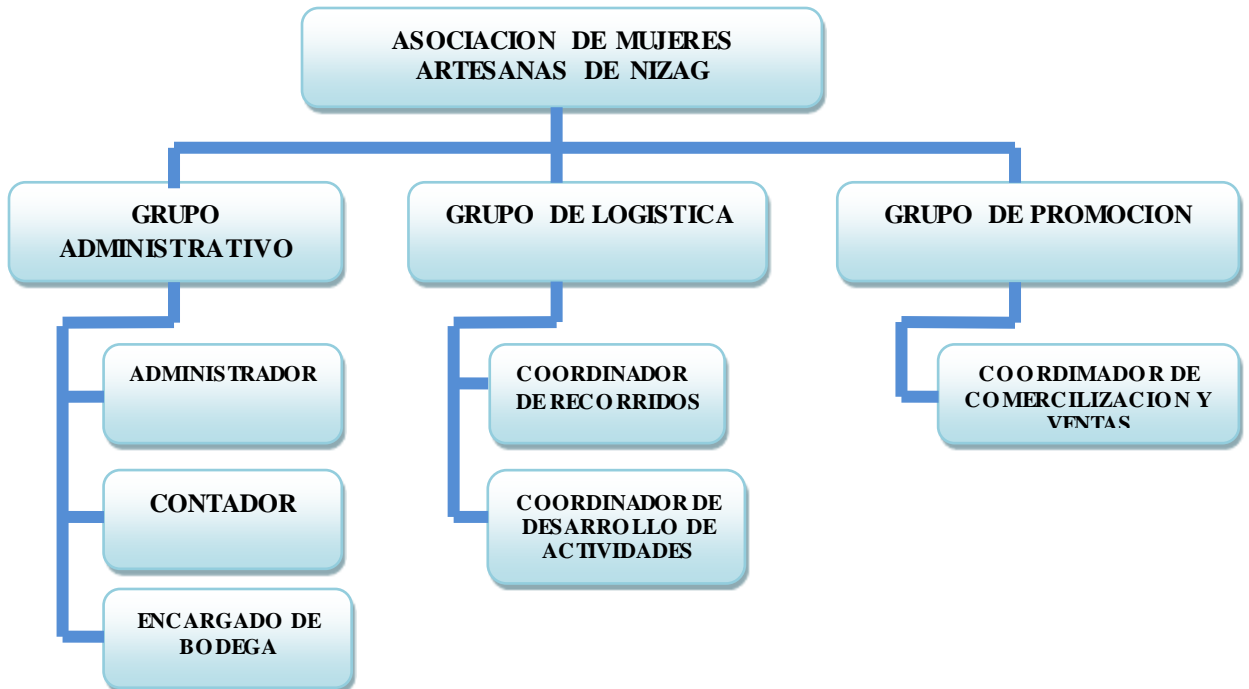 ASOCIACION DE MUJERES
ARTESANAS DE NIZAG
GRUPO
ADMINISTRATIVO
GRUPO DE LOGISTICA
GRUPO DE PROMOCION
ADMINISTRADOR
CONTADOR
ENCARGADO DE
BODEGA
COORDINADOR
DE RECORRIDOS
COORDINADOR DE
DESARROLLO DE
ACTIVIDADES
COORDIMADOR DE
COMERCILIZACION Y
VENTAS